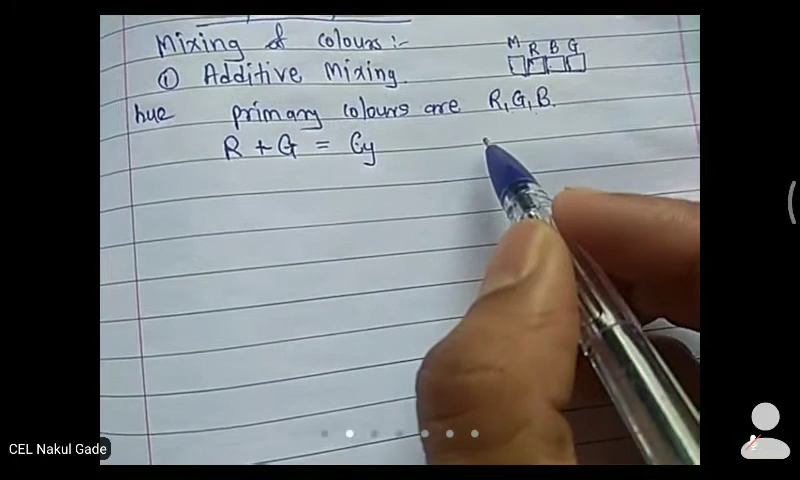 Mixing of colours :-
M R B G
① Additive Mixing.
hue primary colours are R, G, B.
R + G = Cy
CEL Nakul Gade